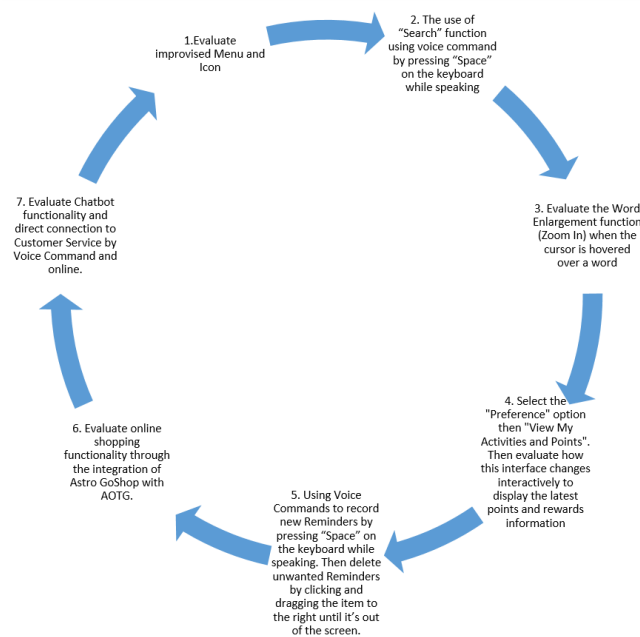 1.Evaluate
improvised Menu and
Icon
2. The use of
“Search” function
using voice command
by pressing “Space”
on the keyboard
while speaking
3. Evaluate the Word
Enlargement function
(Zoom In) when the
cursor is hovered
over a word
4. Select the
"Preference" option
then "View My
Activities and Points".
Then evaluate how
this interface changes
interactively to
display the latest
points and rewards
information
5. Using Voice
Commands to record
new Reminders by
pressing “Space” on
the keyboard while
speaking. Then delete
unwanted Reminders
by clicking and
dragging the item to
the right until it’s out
of the screen.
6. Evaluate online
shopping
functionality through
the integration of
Astro GoShop with
AOTG.
7. Evaluate Chatbot
functionality and
direct connection to
Customer Service by
Voice Command and
online.